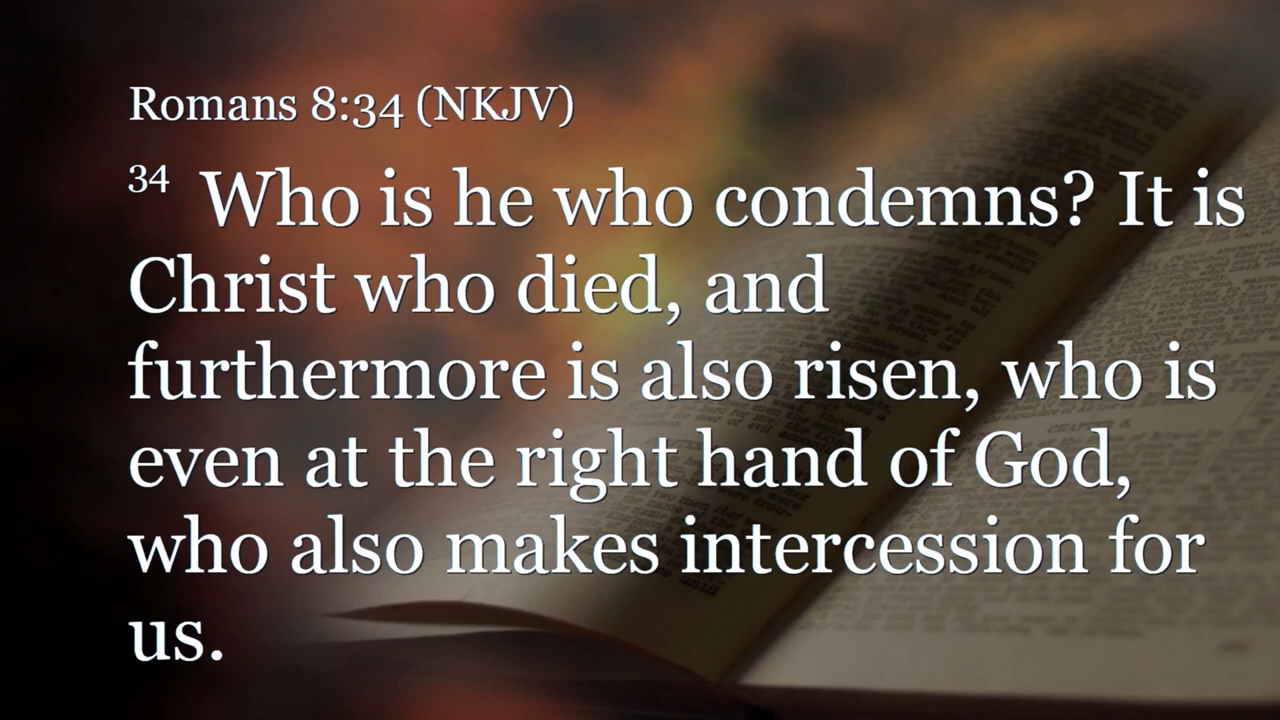 Romans 8:34 (NKJV)
34 Who is he who condemns? It is
Christ who died, and
furthermore is also risen, who is
even at the right hand of God,
who also makes intercession for
us.